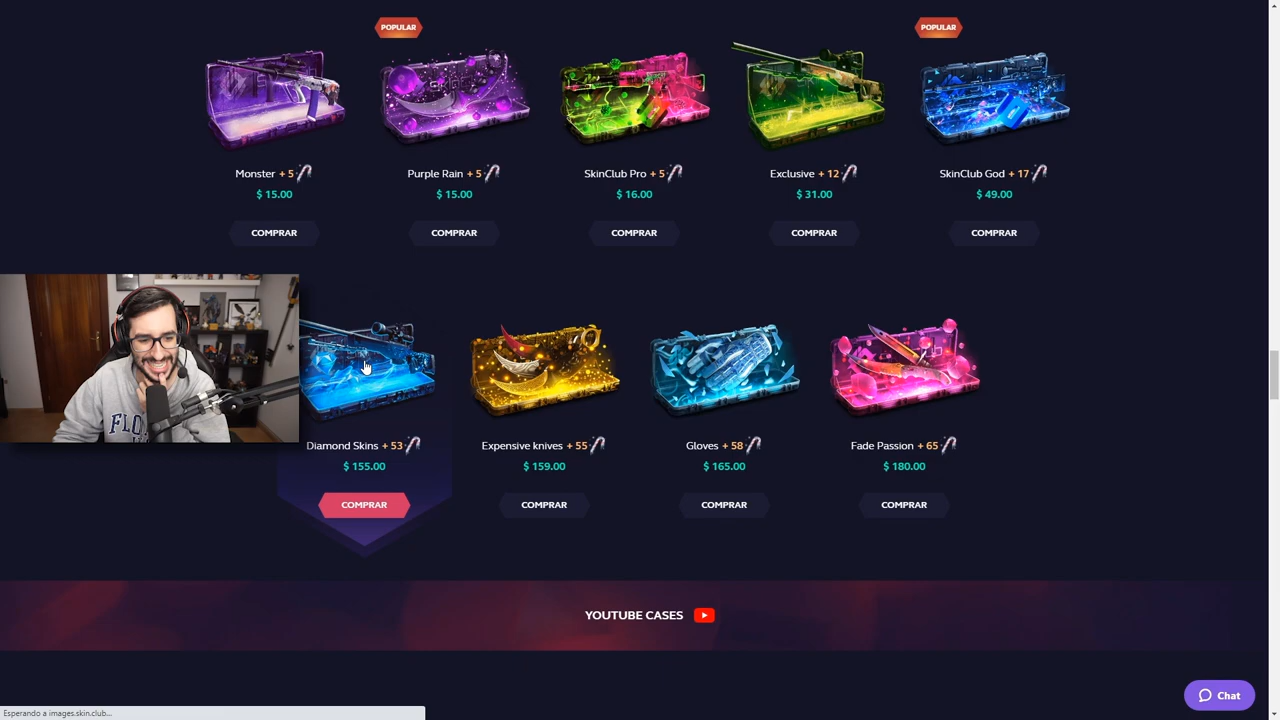 POPULAR
POPULAR
Monster + 5
Purple Rain + 5
SkinClub Pro + 5
Exclusive + 12
SkinClub God + 17
$ 15.00
$ 15.00
$ 16.00
$ 31.00
$ 49.00
COMPRAR
COMPRAR
COMPRAR
COMPRAR
COMPRAR
FLO
Diamond Skins + 53
Expensive knives + 55
Gloves + 58
Fade Passion + 65
$ 155.00
$ 159.00
$ 165.00
$ 180.00
COMPRAR
COMPRAR
COMPRAR
COMPRAR
YOUTUBE CASES
Chat
Esperando a images.skin.club...